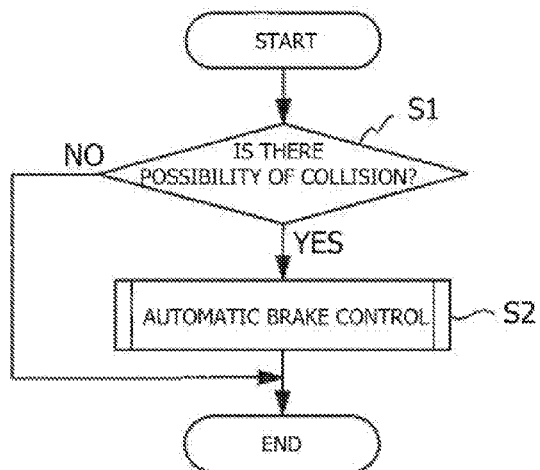 START
S1
IS THERE
POSSIBILITY OF COLLISION?
NO
YES
AUTOMATIC BRAKE CONTROL
S2
END